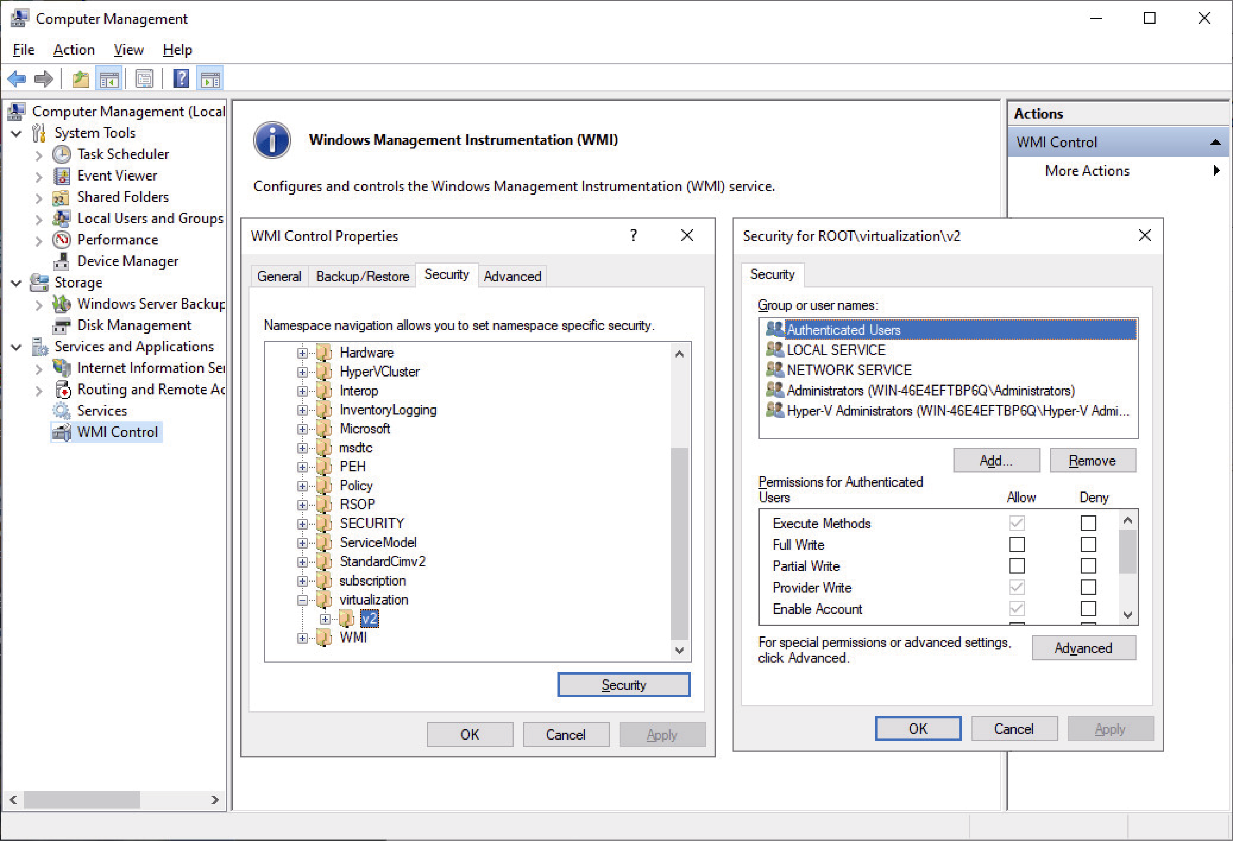 Computer Management
File Action View Help
Computer Management (Local
System Tools
Task Scheduler
Event Viewer
Shared Folders
Local Users and Groups
Performance
Device Manager
Storage
Windows Server Backup
Disk Management
Services and Applications
Internet Information Ser
Routing and Remote Ac
Services
WMI Control
Windows Management Instrumentation (WMI)
Configures and controls the Windows Management Instrumentation (WMI) service.
WMI Control Properties
?
General Backup/Restore Security Advanced
Namespace navigation allows you to set namespace specific security.
Hardware
HyperVCluster
Interop
InventoryLogging
Microsoft
msdtc
PEH
Policy
RSOP
SECURITY
ServiceModel
StandardCimv2
subscription
virtualization
v2
WMI
Security
OK Cancel Apply
Security for ROOT\virtualization\v2
Security
Group or user names:
Authenticated Users
LOCAL SERVICE
NETWORK SERVICE
Administrators (WIN-46E4EFTBP6Q\Administrators)
Hyper-V Administrators (WIN-46E4EFTBP6Q\Hyper-V Admi...
Add... Remove
Permissions for Authenticated
Users Allow Deny
Execute Methods
Full Write
Partial Write
Provider Write
Enable Account
For special permissions or advanced settings,
click Advanced.
Advanced
OK Cancel Apply
Actions
WMI Control
More Actions